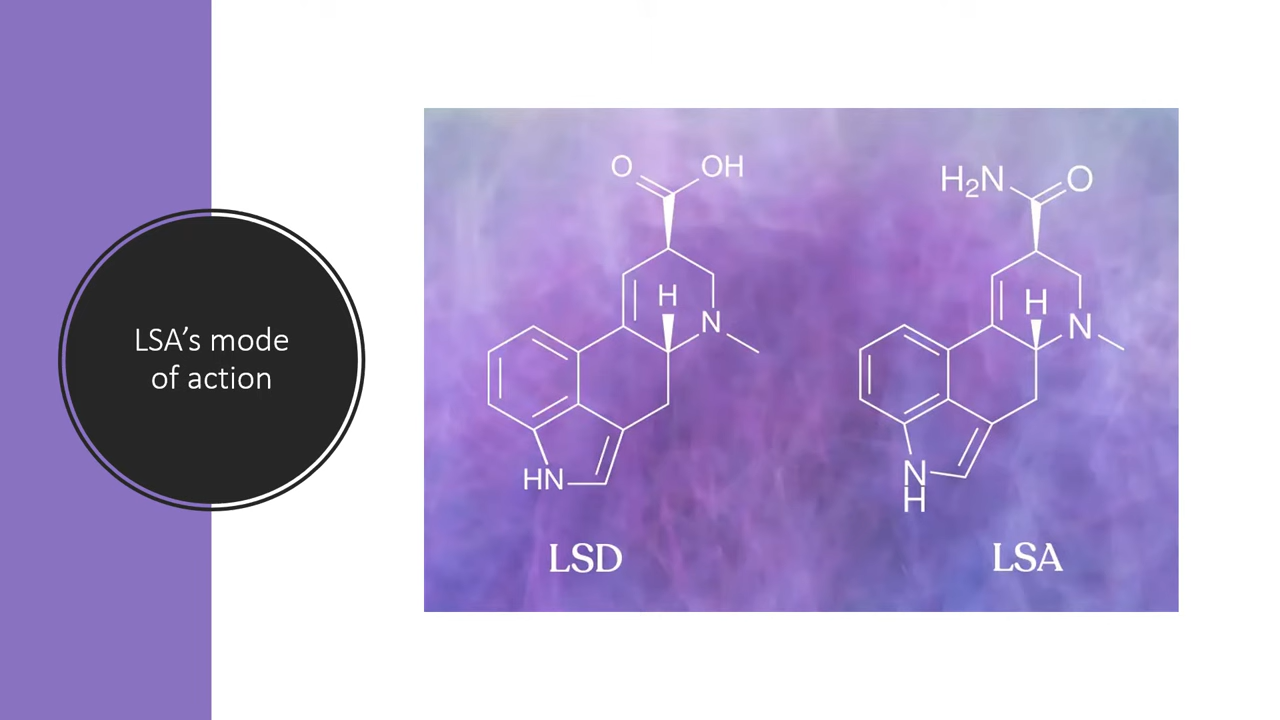 LSA’s mode
of action
O OH
H
N
HN
LSD
H₂N O
H
N
N
H
LSA